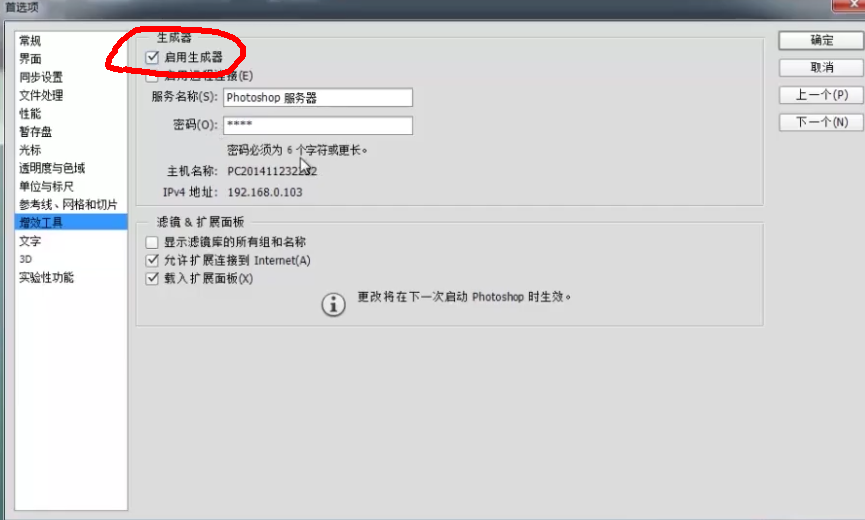 首选项
常规
界面
同步设置
文件处理
性能
暂存盘
光标
透明度与色域
单位与标尺
参考线、网格和切片
增效工具
文字
3D
实验性功能
生成器
启用生成器
启用远程连接(E)
服务名称(S): Photoshop 服务器
密码(O): ****
密码必须为 6 个字符或更长。
主机名称:
IPv4 地址: 192.168.0.103
滤镜 & 扩展面板
显示滤镜库的所有组和名称
允许扩展连接到 Internet(A)
载入扩展面板(X)
更改将在下一次启动 Photoshop 时生效。
确定
取消
上一个(P)
下一个(N)